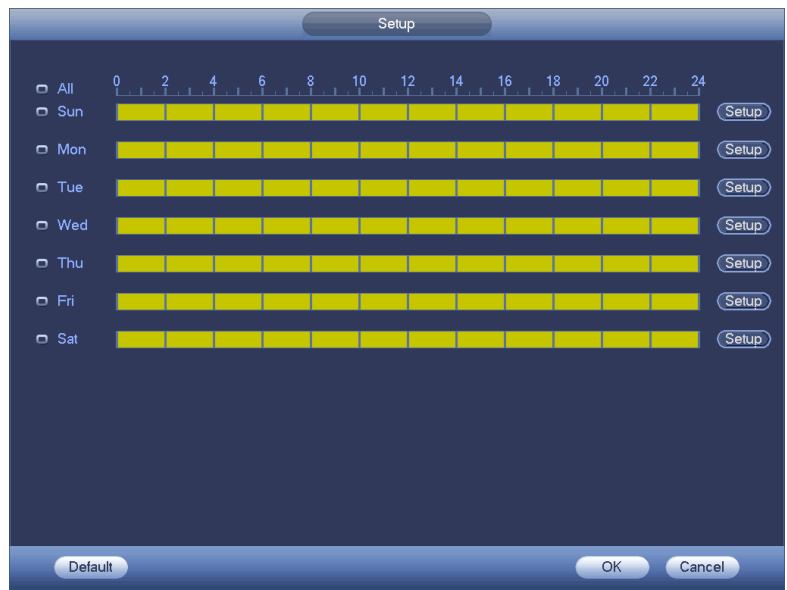 Setup
All 0 2 4 6 8 10 12 14 16 18 20 22 24
Sun Setup
Mon Setup
Tue Setup
Wed Setup
Thu Setup
Fri Setup
Sat Setup
Default OK Cancel